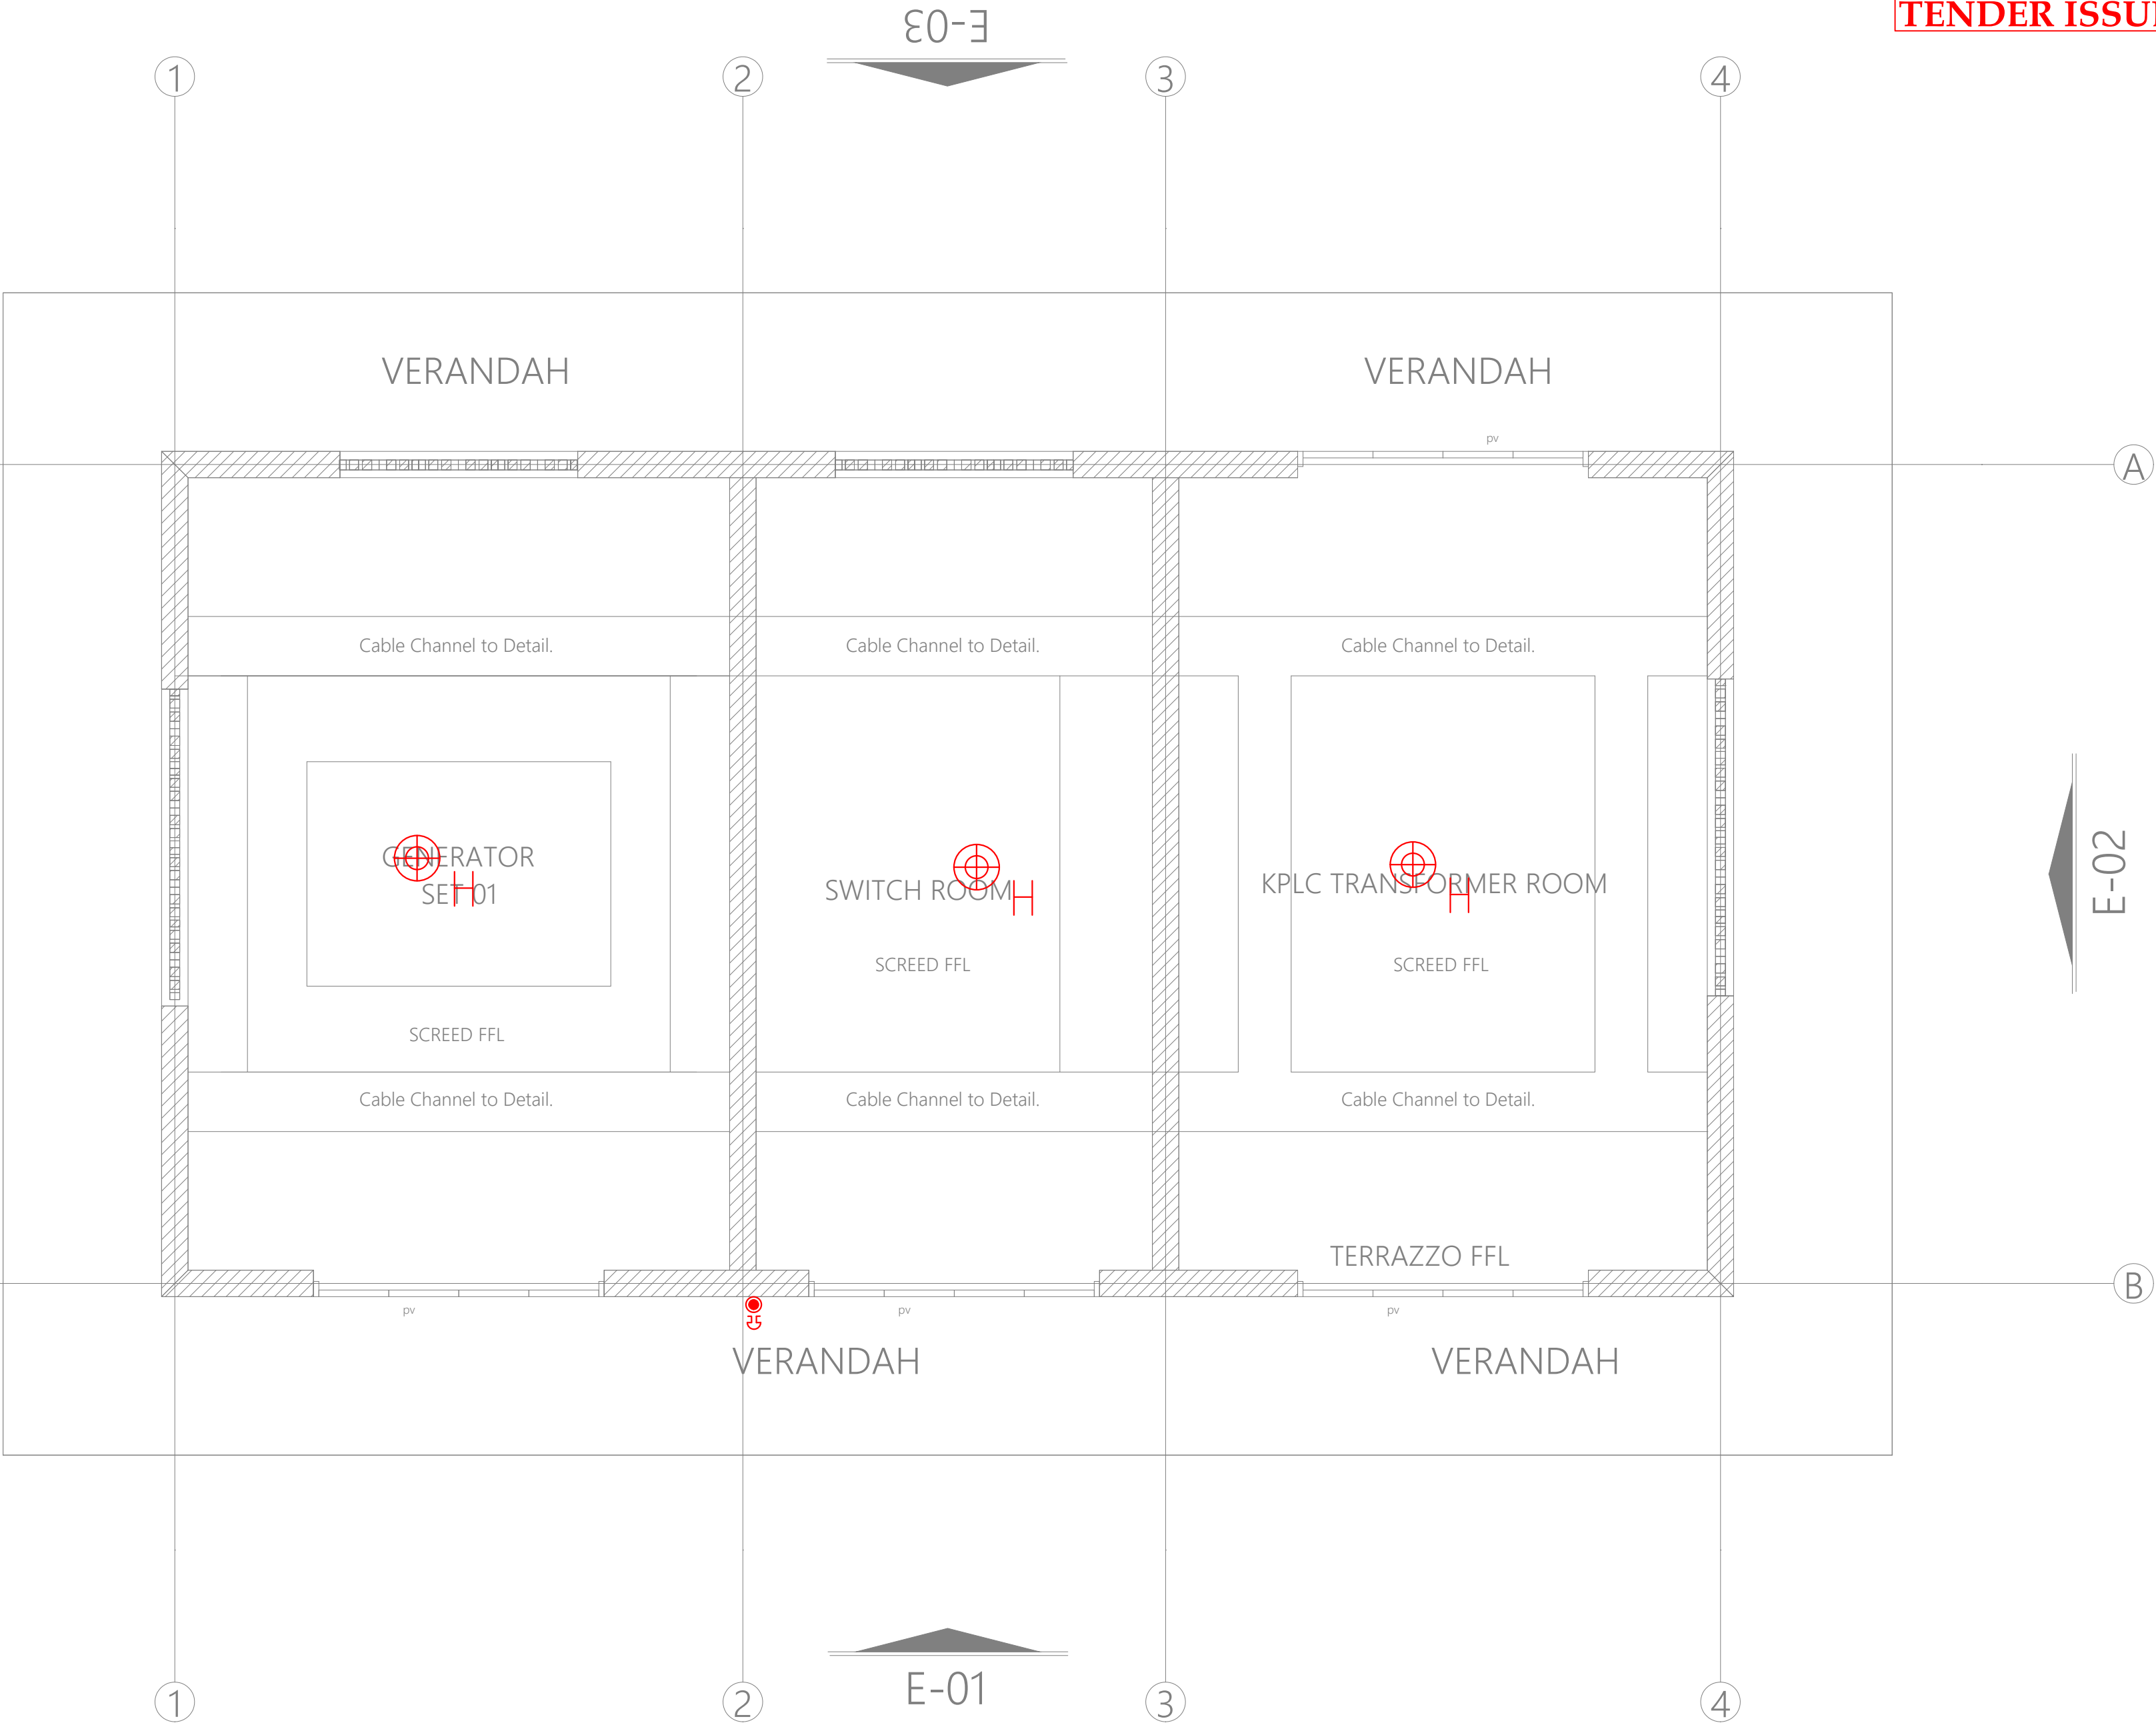 TENDER ISSU
E-03
1
2
3
4
VERANDAH
VERANDAH
pv
A
Cable Channel to Detail.
Cable Channel to Detail.
Cable Channel to Detail.
GENERATOR
SET 01
H
SWITCH ROOM
H
KPLC TRANSFORMER ROOM
H
E-02
SCREED FFL
SCREED FFL
SCREED FFL
Cable Channel to Detail.
Cable Channel to Detail.
Cable Channel to Detail.
TERRAZZO FFL
B
pv
pv
pv
VERANDAH
VERANDAH
E-01
1
2
3
4